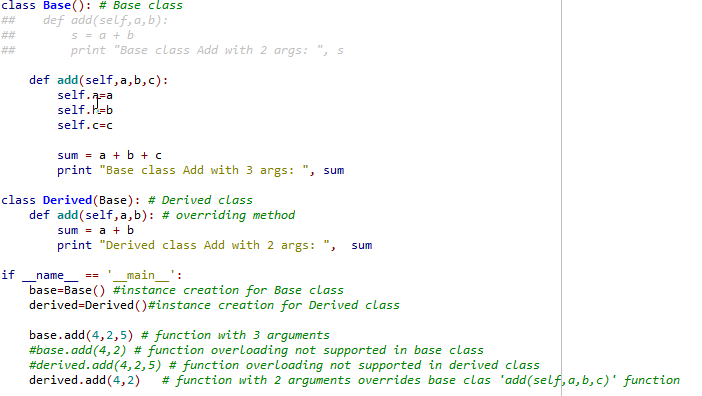 class Base(): # Base class
##    def add(self,a,b):
##        s = a + b
##        print "Base class Add with 2 args: ", s
    def add(self,a,b,c):
        self.a=a
        self.b=b
        self.c=c
        sum = a + b + c
        print "Base class Add with 3 args: ", sum
class Derived(Base): # Derived class
    def add(self,a,b): # overriding method
        sum = a + b
        print "Derived class Add with 2 args: ",  sum
if __name__ == '__main__':
    base=Base() #instance creation for Base class
    derived=Derived()#instance creation for Derived class
    base.add(4,2,5) # function with 3 arguments
    #base.add(4,2) # function overloading not supported in base class
    #derived.add(4,2,5) # function overloading not supported in derived class
    derived.add(4,2)   # function with 2 arguments overrides base clas 'add(self,a,b,c)' function